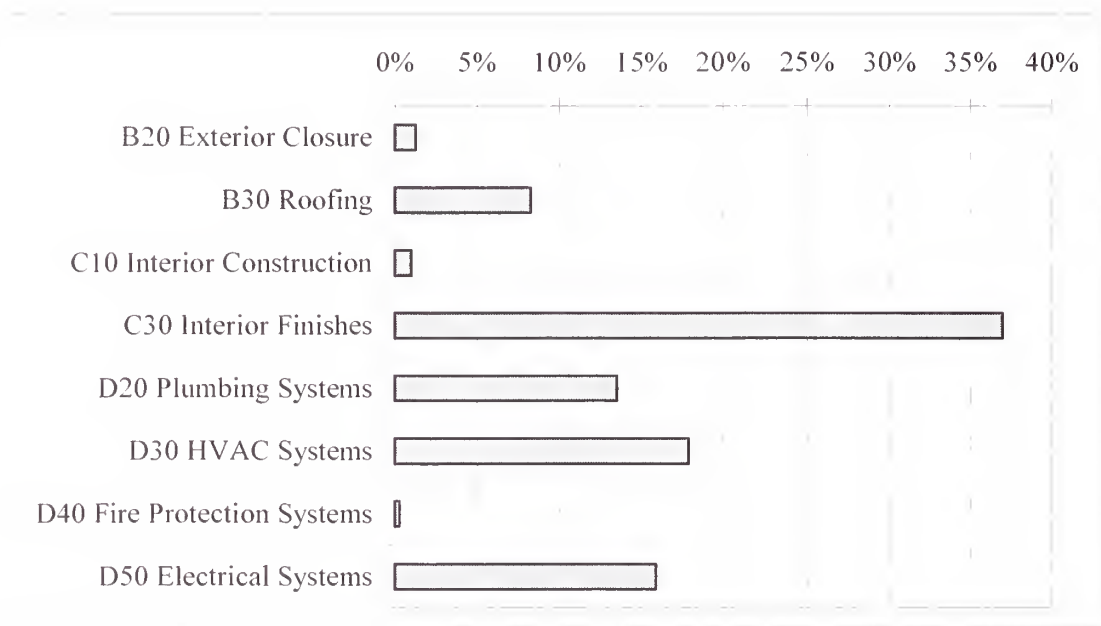 0% 5% 10% 15% 20% 25% 30% 35% 40%
B20 Exterior Closure
B30 Roofing
C10 Interior Construction
C30 Interior Finishes
D20 Plumbing Systems
D30 HVAC Systems
D40 Fire Protection Systems
D50 Electrical Systems